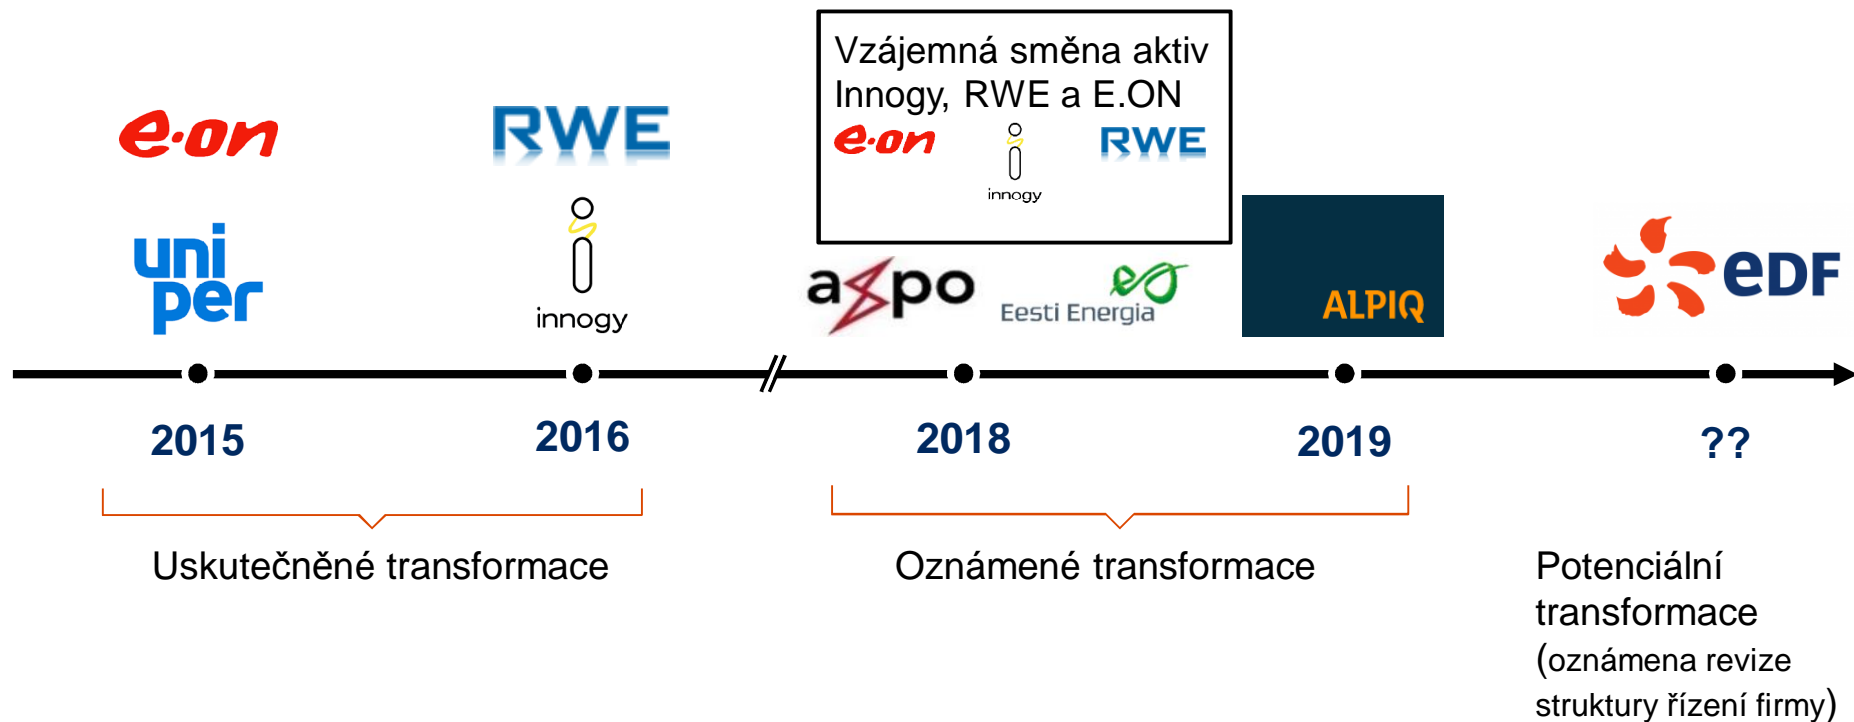 Vzájemná směna aktiv
Innogy, RWE a E.ON
e·on
innogy
RWE
e·on
RWE
uni
per
innogy
axpo
Eesti Energia
ALPIQ
eDF
2015
2016
2018
2019
??
Uskutečněné transformace
Oznámené transformace
Potenciální
transformace
(oznámena revize
struktury řízení firmy)